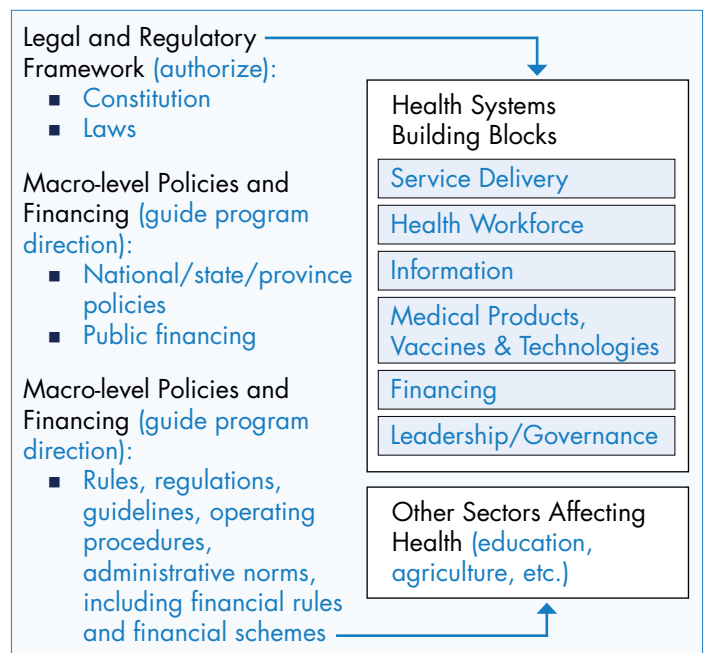 Legal and Regulatory
Framework (authorize):
■ Constitution
■ Laws
Macro-level Policies and
Financing (guide program
direction):
■ National/state/province
policies
■ Public financing
Macro-level Policies and
Financing (guide program
direction):
■ Rules, regulations,
guidelines, operating
procedures,
administrative norms,
including financial rules
and financial schemes
Health Systems
Building Blocks
Service Delivery
Health Workforce
Information
Medical Products,
Vaccines & Technologies
Financing
Leadership/Governance
Other Sectors Affecting
Health (education,
agriculture, etc.)